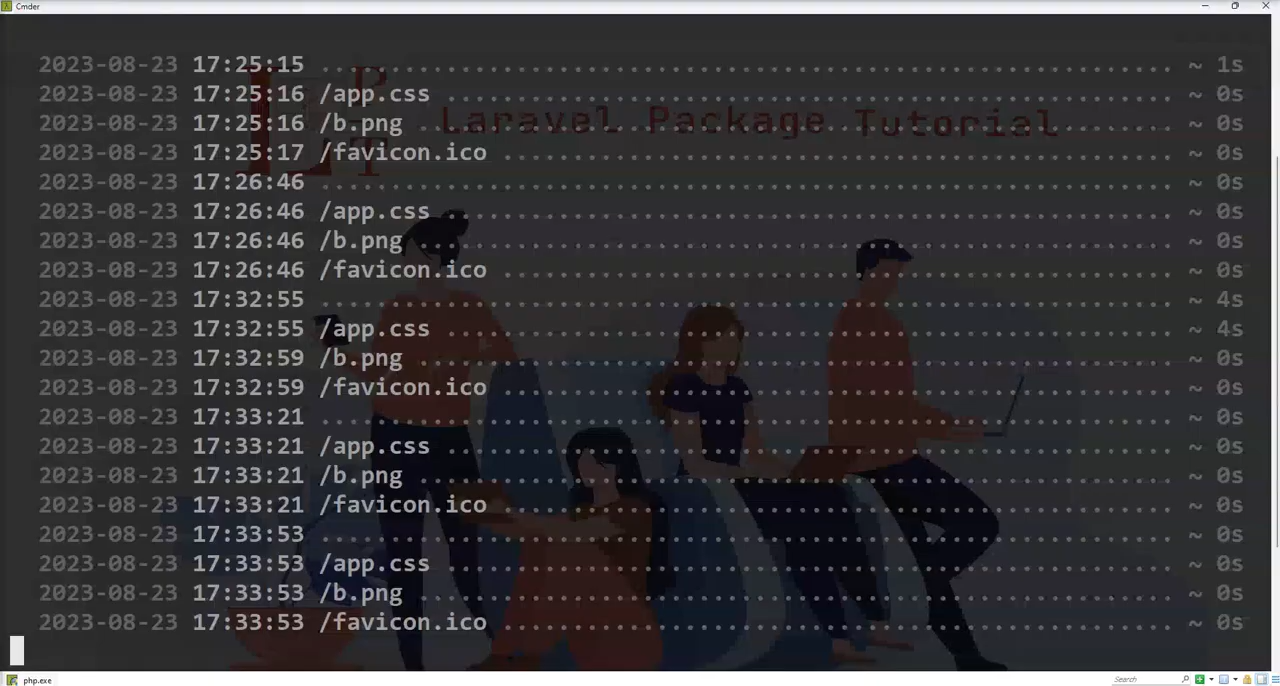 Cmder
2023-08-23 17:25:15 ........................................ ~ 1s
2023-08-23 17:25:16 /app.css ........................................ ~ 0s
2023-08-23 17:25:16 /b.png ........................................ ~ 0s
Laravel Package Tutorial
2023-08-23 17:25:17 /favicon.ico ........................................ ~ 0s
2023-08-23 17:26:46 ........................................ ~ 0s
2023-08-23 17:26:46 /app.css ........................................ ~ 0s
2023-08-23 17:26:46 /b.png ........................................ ~ 0s
2023-08-23 17:26:46 /favicon.ico ........................................ ~ 0s
2023-08-23 17:32:55 ........................................ ~ 4s
2023-08-23 17:32:55 /app.css ........................................ ~ 4s
2023-08-23 17:32:59 /b.png ........................................ ~ 0s
2023-08-23 17:32:59 /favicon.ico ........................................ ~ 0s
2023-08-23 17:33:21 ........................................ ~ 0s
2023-08-23 17:33:21 /app.css ........................................ ~ 0s
2023-08-23 17:33:21 /b.png ........................................ ~ 0s
2023-08-23 17:33:21 /favicon.ico ........................................ ~ 0s
2023-08-23 17:33:53 ........................................ ~ 0s
2023-08-23 17:33:53 /app.css ........................................ ~ 0s
2023-08-23 17:33:53 /b.png ........................................ ~ 0s
2023-08-23 17:33:53 /favicon.ico ........................................ ~ 0s
php.exe
Search